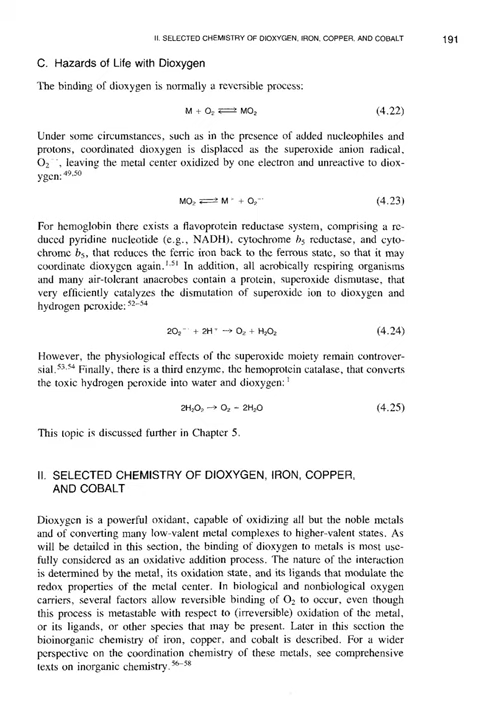 II. SELECTED CHEMISTRY OF DIOXYGEN, IRON, COPPER, AND COBALT 191
C. Hazards of Life with Dioxygen
The binding of dioxygen is normally a reversible process:
M + O₂ ⇌ MO₂ (4.22)
Under some circumstances, such as in the presence of added nucleophiles and
protons, coordinated dioxygen is displaced as the superoxide anion radical,
O₂⁻·, leaving the metal center oxidized by one electron and unreactive to diox-
ygen:⁴⁹,⁵⁰
MO₂ ⇌ M⁺ + O₂⁻· (4.23)
For hemoglobin there exists a flavoprotein reductase system, comprising a re-
duced pyridine nucleotide (e.g., NADH), cytochrome b₅ reductase, and cyto-
chrome b₅, that reduces the ferric iron back to the ferrous state, so that it may
coordinate dioxygen again.¹,⁵¹ In addition, all aerobically respiring organisms
and many air-tolerant anaerobes contain a protein, superoxide dismutase, that
very efficiently catalyzes the dismutation of superoxide ion to dioxygen and
hydrogen peroxide:⁵²⁻⁵⁴
2O₂⁻· + 2H⁺ → O₂ + H₂O₂ (4.24)
However, the physiological effects of the superoxide moiety remain controver-
sial.⁵³,⁵⁴ Finally, there is a third enzyme, the hemoprotein catalase, that converts
the toxic hydrogen peroxide into water and dioxygen:¹
2H₂O₂ → O₂ + 2H₂O (4.25)
This topic is discussed further in Chapter 5.
II. SELECTED CHEMISTRY OF DIOXYGEN, IRON, COPPER,
AND COBALT
Dioxygen is a powerful oxidant, capable of oxidizing all but the noble metals
and of converting many low-valent metal complexes to higher-valent states. As
will be detailed in this section, the binding of dioxygen to metals is most use-
fully considered as an oxidative addition process. The nature of the interaction
is determined by the metal, its oxidation state, and its ligands that modulate the
redox properties of the metal center. In biological and nonbiological oxygen
carriers, several factors allow reversible binding of O₂ to occur, even though
this process is metastable with respect to (irreversible) oxidation of the metal,
or its ligands, or other species that may be present. Later in this section the
bioinorganic chemistry of iron, copper, and cobalt is described. For a wider
perspective on the coordination chemistry of these metals, see comprehensive
texts on inorganic chemistry.⁵⁶⁻⁵⁸